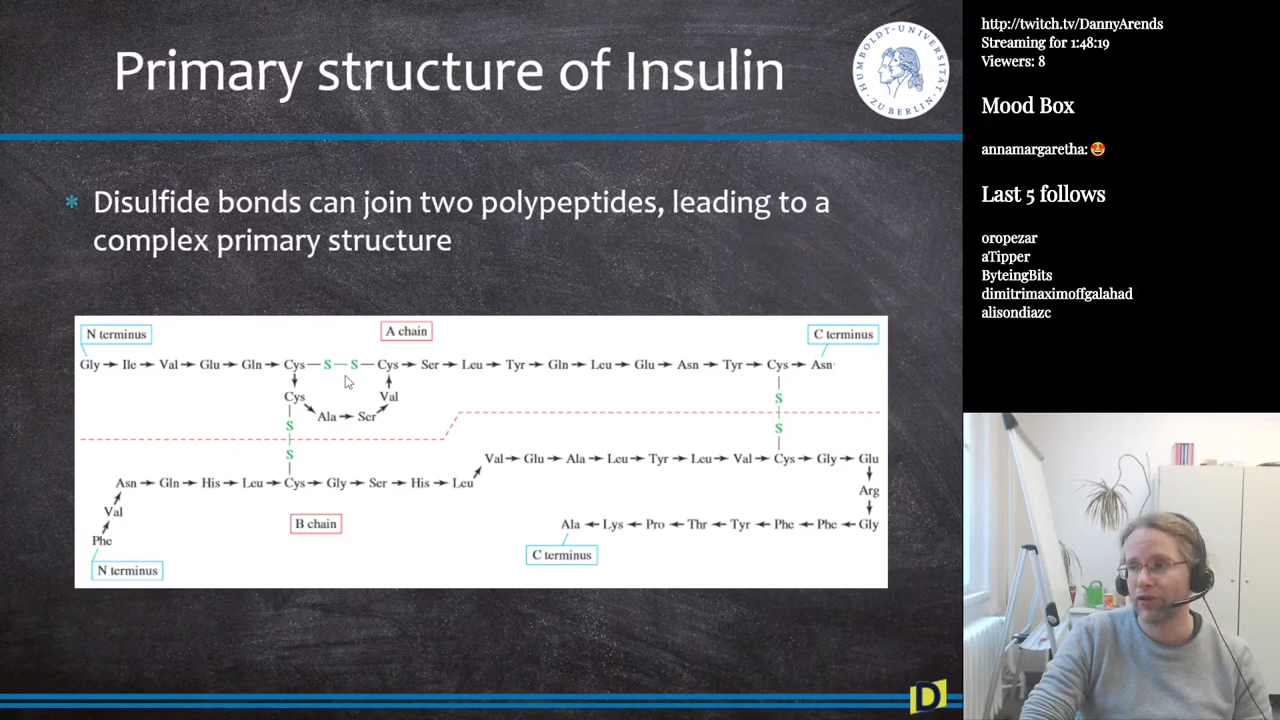 Primary structure of Insulin
HUMBOLDT-UNIVERSITÄT
ZU BERLIN
* Disulfide bonds can join two polypeptides, leading to a
complex primary structure
N terminus
A chain
C terminus
Gly → Ile → Val → Glu → Gln → Cys — S — S — Cys → Ser → Leu → Tyr → Gln → Leu → Glu → Asn → Tyr → Cys → Asn
Cys
Val
S
Ala → Ser
S
S
S
Val → Glu → Ala → Leu → Tyr → Leu → Val → Cys → Gly → Glu
Asn → Gln → His → Leu → Cys → Gly → Ser → His → Leu
Arg
Val
B chain
Ala ← Lys ← Pro ← Thr ← Tyr ← Phe ← Phe ← Gly
Phe
C terminus
N terminus
D
http://twitch.tv/DannyArends
Streaming for 1:48:19
Viewers: 8
Mood Box
annamargaretha: 😍
Last 5 follows
oropezar
aTipper
ByteingBits
dimitrimaximoffgalahad
alisondiazc